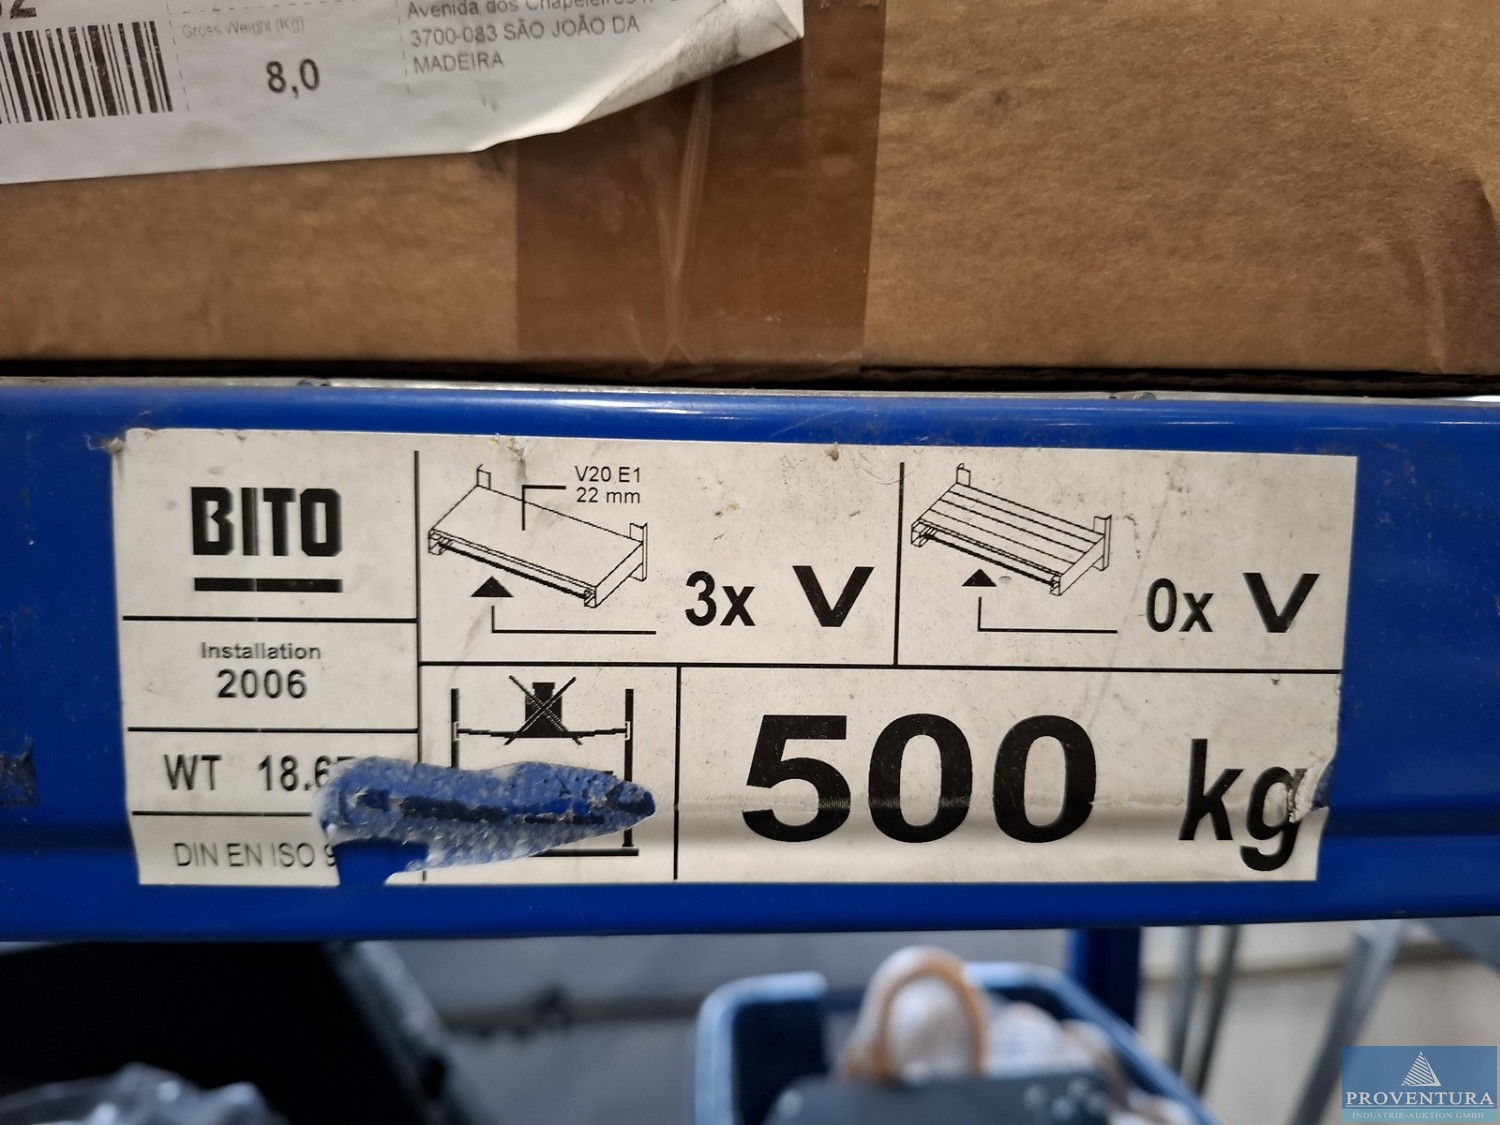 Gross Weight (Kg)
8,0
Avenida dos Chapeleiros
3700-083 SÃO JOÃO DA
MADEIRA
BITO
Installation
2006
WT 18.6
DIN EN ISO 9
V20 E1
22 mm
3x V
0x V
500 kg
PROVENTURA
INDUSTRIE-AUKTION GMBH